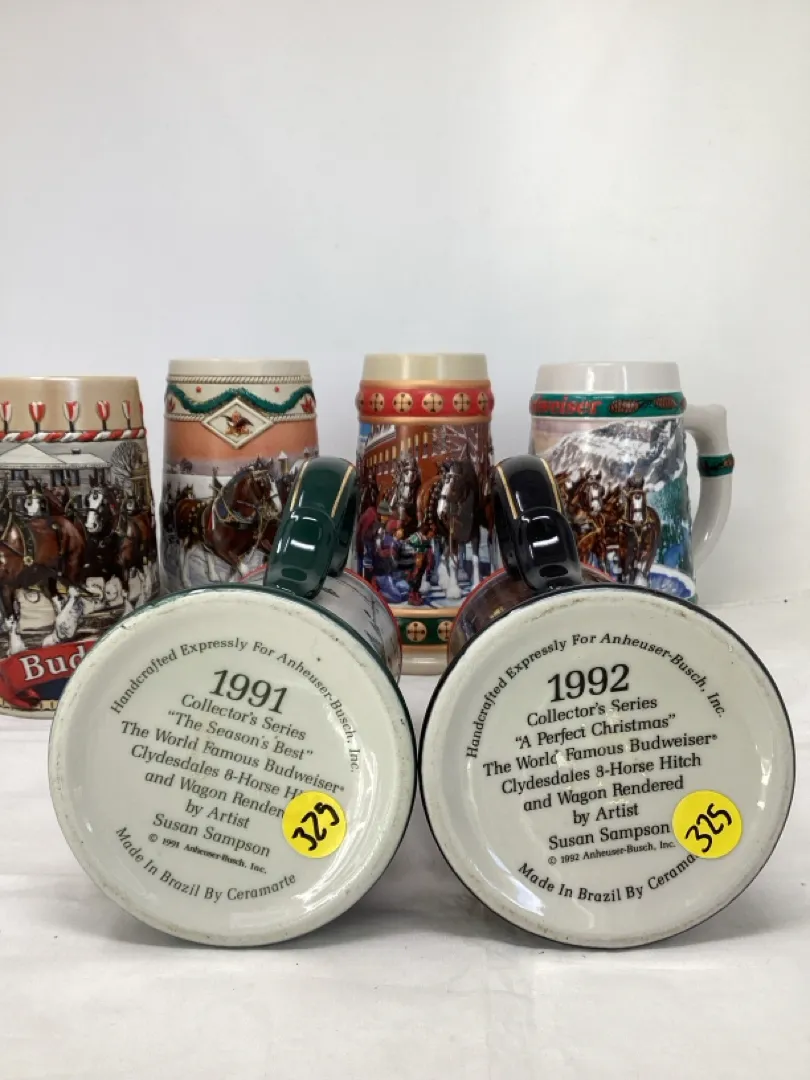 Bud
weiser
Handcrafted Expressly For Anheuser-Busch, Inc.
1991
Collector's Series
"The Season's Best"
The World Famous Budweiser®
Clydesdales 8-Horse
and Wagon
by Artist
Susan Sampson
© 1991 Anheuser-Busch, Inc.
Made In Brazil By Ceramarte
325
Handcrafted Expressly For Anheuser-Busch, Inc.
1992
Collector's Series
"A Perfect Christmas"
The World Famous Budweiser®
Clydesdales 8-Horse Hitch
and Wagon Rendered
by Artist
Susan Sampson
© 1992 Anheuser-Busch, Inc.
Made In Brazil By Cerama
325